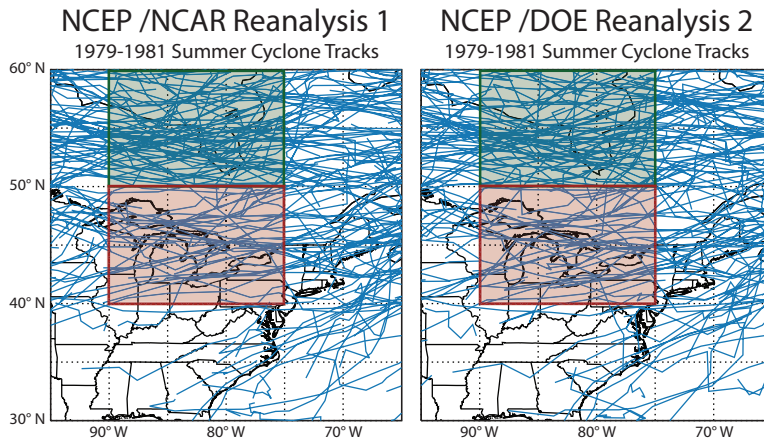 NCEP /NCAR Reanalysis 1
1979-1981 Summer Cyclone Tracks
NCEP /DOE Reanalysis 2
1979-1981 Summer Cyclone Tracks
60° N
50° N
40° N
30° N
90°W
80°W
70°W
90°W
80°W
70°W